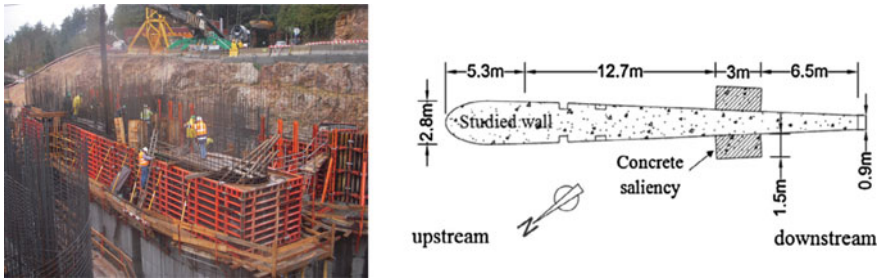 5.3m 12.7m 3m 6.5m
2.8m
Studied wall
Concrete
saliency
1.5m
0.9m
N
upstream downstream